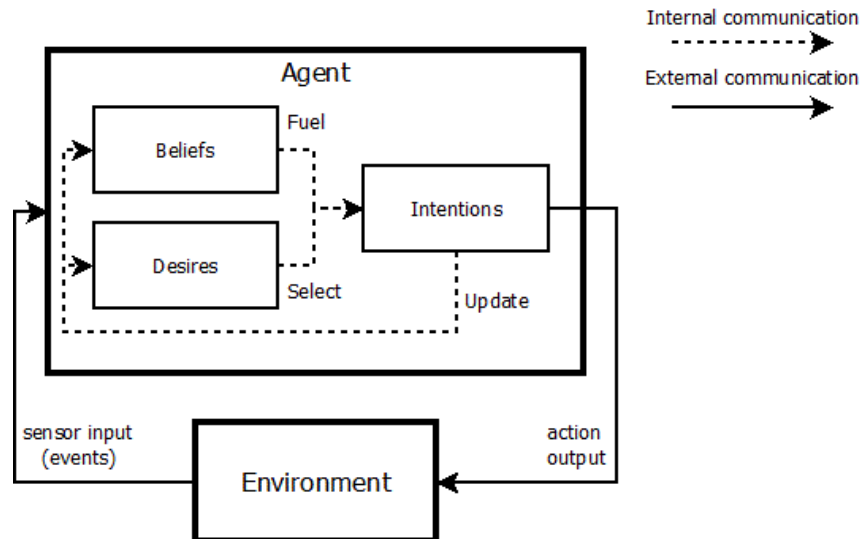 Internal communication
External communication
Agent
Fuel
Beliefs
Intentions
Desires
Select
Update
sensor input
(events)
action
output
Environment